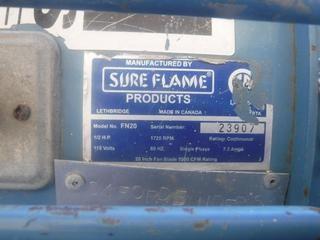 MANUFACTURED BY
SURE FLAME
PRODUCTS
LETHBRIDGE MADE IN CANADA
Model No. FN20 Serial Number: 23907
1/2 H.P. 1725 RPM Rating: Continuous
115 Volts 60 HZ Single Phase 7.2 Amps
20 Inch Fan Blade 5000 CFM Rating